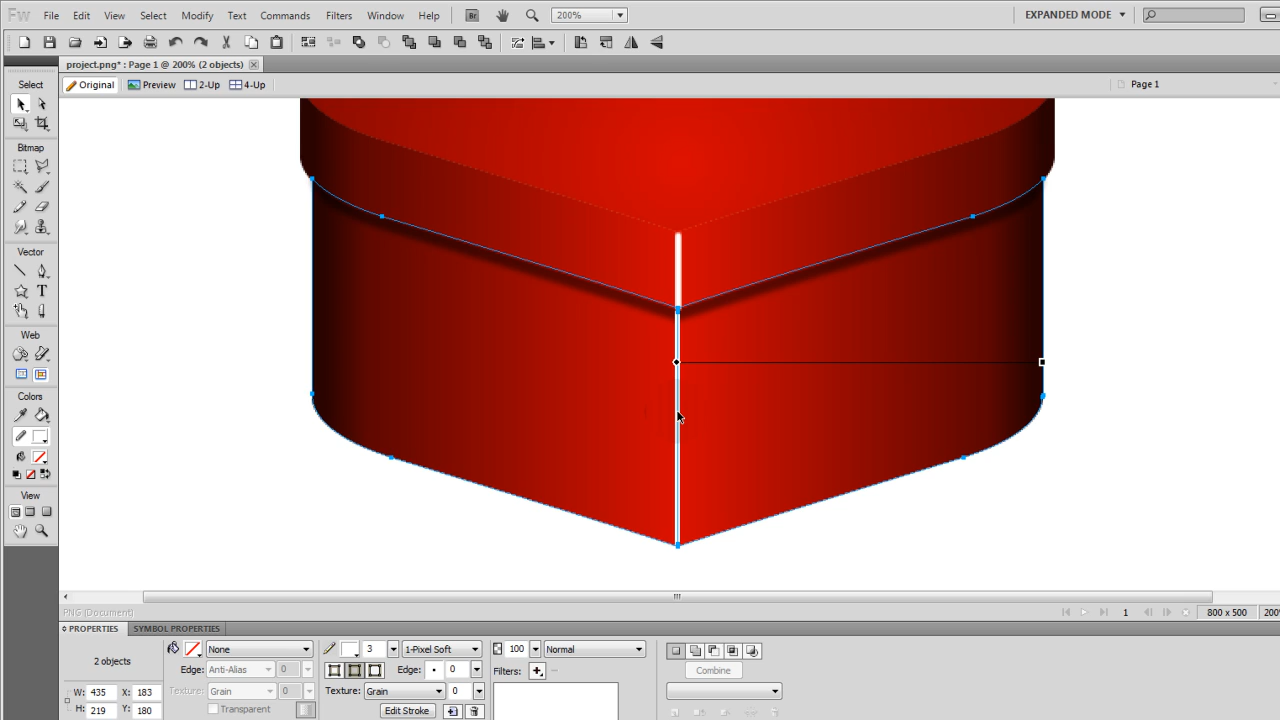 Fw File Edit View Select Modify Text Commands Filters Window Help Br 200% EXPANDED MODE
project.png* : Page 1 @ 200% (2 objects)
Original Preview 2-Up 4-Up Page 1
Select
Bitmap
Vector
T
Web
Colors
View
PNG (Document) 1 800 x 500 200%
PROPERTIES SYMBOL PROPERTIES
2 objects None 3 1-Pixel Soft 100 Normal
Edge: Anti-Alias 0 Edge: 0 Filters: Combine
Texture: Grain 0 Texture: Grain 0
W: 435 X: 183
H: 219 Y: 180 Transparent Edit Stroke